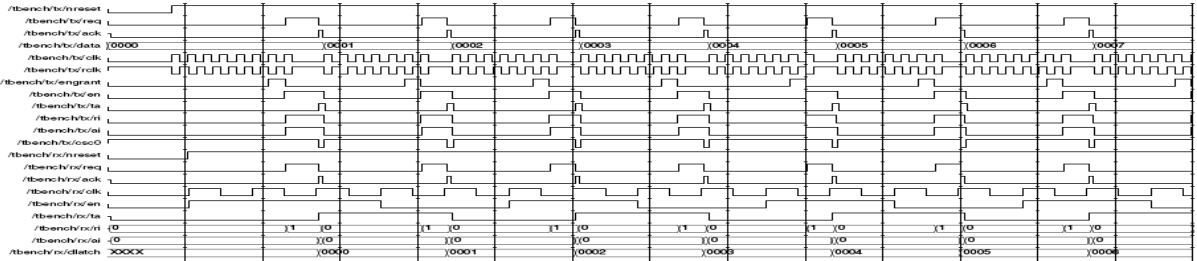 /tbench/tx/nreset
/tbench/tx/req
/tbench/tx/ack
/tbench/tx/data 0000 0001 0002 0003 0004 0005 0006 0007
/tbench/tx/clk
/tbench/tx/rclk
/tbench/tx/engrant
/tbench/tx/en
/tbench/tx/ta
/tbench/tx/ri
/tbench/tx/ai
/tbench/tx/osc0
/tbench/rx/nreset
/tbench/rx/req
/tbench/rx/ack
/tbench/rx/clk
/tbench/rx/en
/tbench/rx/ta
/tbench/rx/ri 0 1 0 1 0 1 0 1 0 1 0 1 0 1 0
/tbench/rx/ai 0 0 0 0 0 0 0 0
/tbench/rx/dlatch XXXX 0000 0001 0002 0003 0004 0005 0006